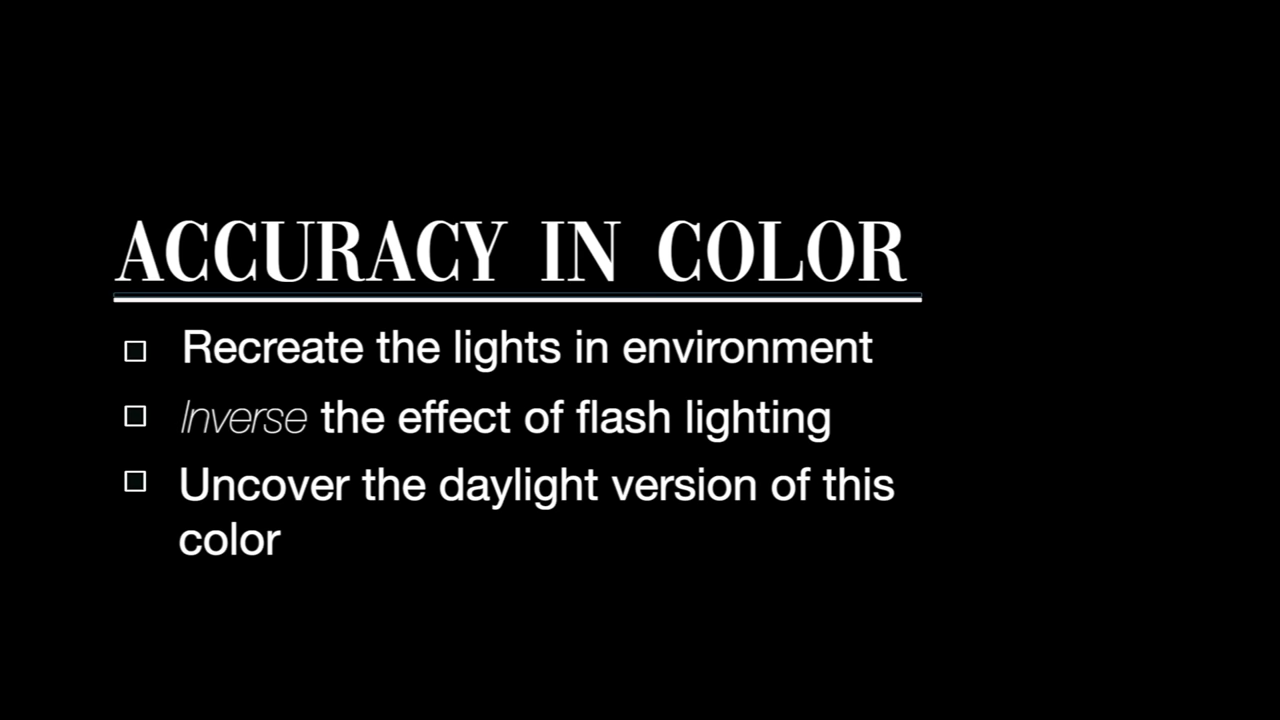 ACCURACY IN COLOR
Recreate the lights in environment
Inverse the effect of flash lighting
Uncover the daylight version of this
color